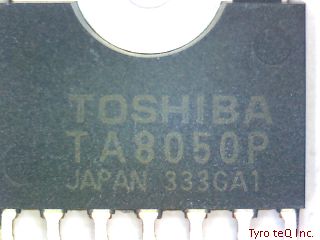 TOSHIBA
TA8050P
JAPAN 333GA1
Tyro teQ Inc.